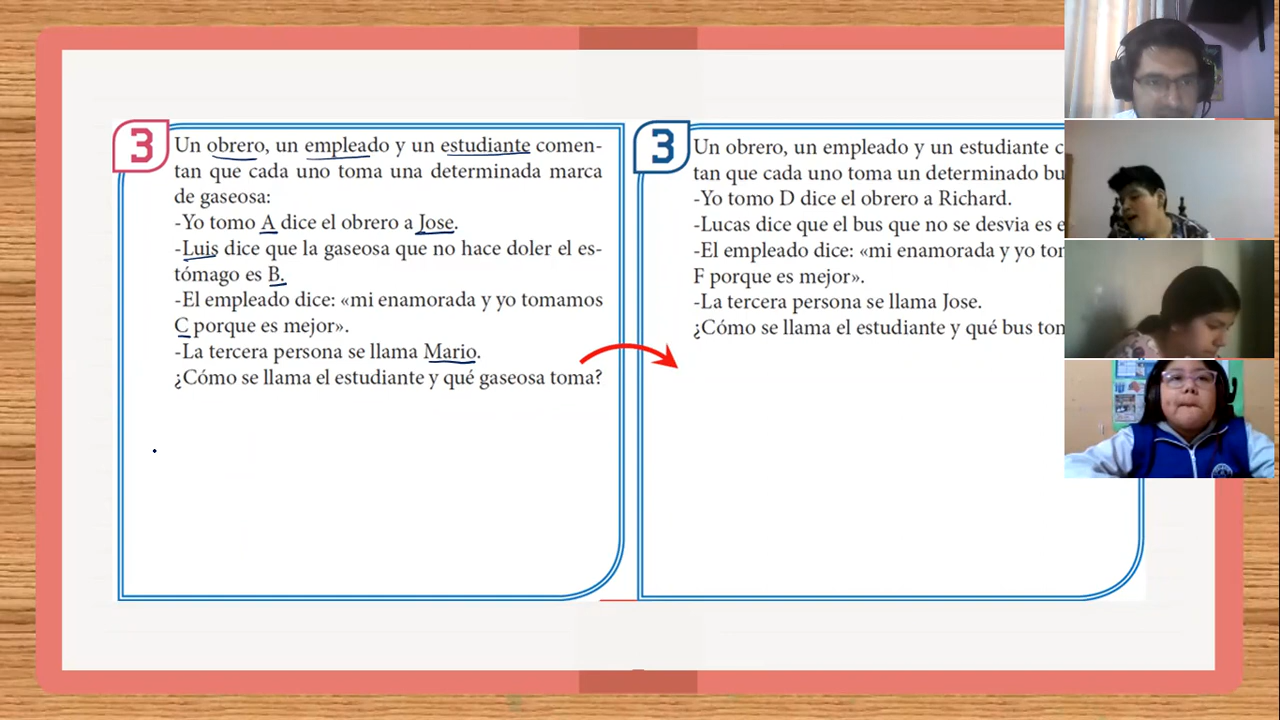 3
Un obrero, un empleado y un estudiante comen-
tan que cada uno toma una determinada marca
de gaseosa:
-Yo tomo A dice el obrero a Jose.
-Luis dice que la gaseosa que no hace doler el es-
tómago es B.
-El empleado dice: «mi enamorada y yo tomamos
C porque es mejor».
-La tercera persona se llama Mario.
¿Cómo se llama el estudiante y qué gaseosa toma?
3
Un obrero, un empleado y un estudiante c
tan que cada uno toma un determinado bu
-Yo tomo D dice el obrero a Richard.
-Lucas dice que el bus que no se desvia es e
-El empleado dice: «mi enamorada y yo tom
F porque es mejor».
-La tercera persona se llama Jose.
¿Cómo se llama el estudiante y qué bus tom